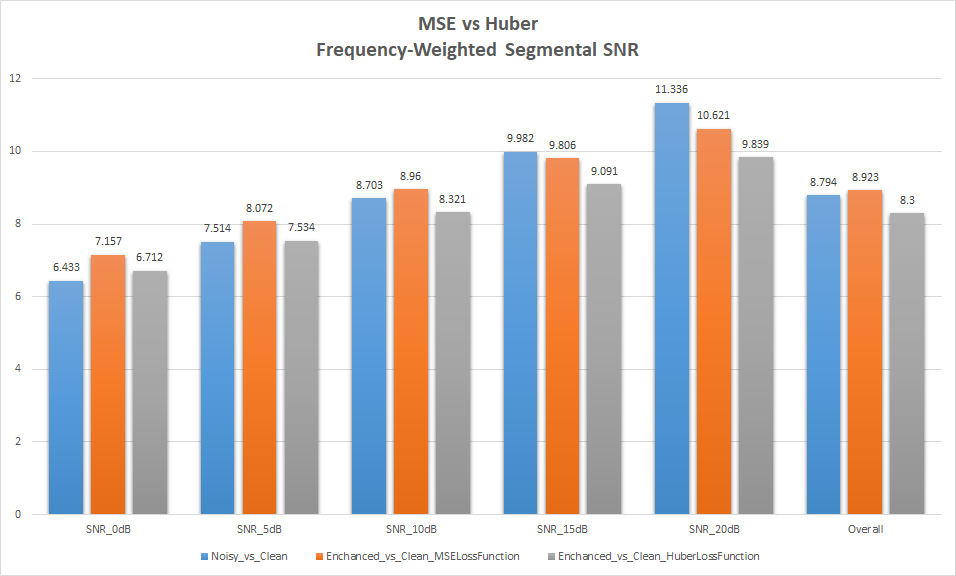 MSE vs Huber
Frequency-Weighted Segmental SNR
12
10
8
6
4
2
0
6.433
7.157
6.712
7.514
8.072
7.534
8.703
8.96
8.321
9.982
9.806
9.091
11.336
10.621
9.839
8.794
8.923
8.3
SNR_0dB
SNR_5dB
SNR_10dB
SNR_15dB
SNR_20dB
Overall
Noisy_vs_Clean
Enchanced_vs_Clean_MSELossFunction
Enchanced_vs_Clean_HuberLossFunction